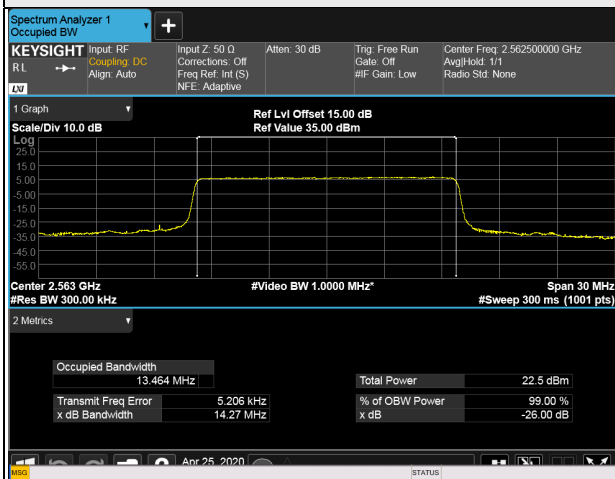 Spectrum Analyzer 1
Occupied BW
+
KEYSIGHT
RL
LXI
Input: RF
Coupling: DC
Align: Auto
Input Z: 50 Ω
Corrections: Off
Freq Ref: Int (S)
NFE: Adaptive
Atten: 30 dB
Trig: Free Run
Gate: Off
#IF Gain: Low
Center Freq: 2.562500000 GHz
Avg|Hold: 1/1
Radio Std: None
1 Graph
Scale/Div 10.0 dB
Ref Lvl Offset 15.00 dB
Ref Value 35.00 dBm
Log
25.0
15.0
5.00
-5.00
-15.0
-25.0
-35.0
-45.0
-55.0
Center 2.563 GHz
#Video BW 1.0000 MHz*
Span 30 MHz
#Res BW 300.00 kHz
#Sweep 300 ms (1001 pts)
2 Metrics
Occupied Bandwidth
13.464 MHz
Total Power 22.5 dBm
Transmit Freq Error 5.206 kHz
% of OBW Power 99.00 %
x dB Bandwidth 14.27 MHz
x dB -26.00 dB
Apr 25, 2020
MSG
STATUS